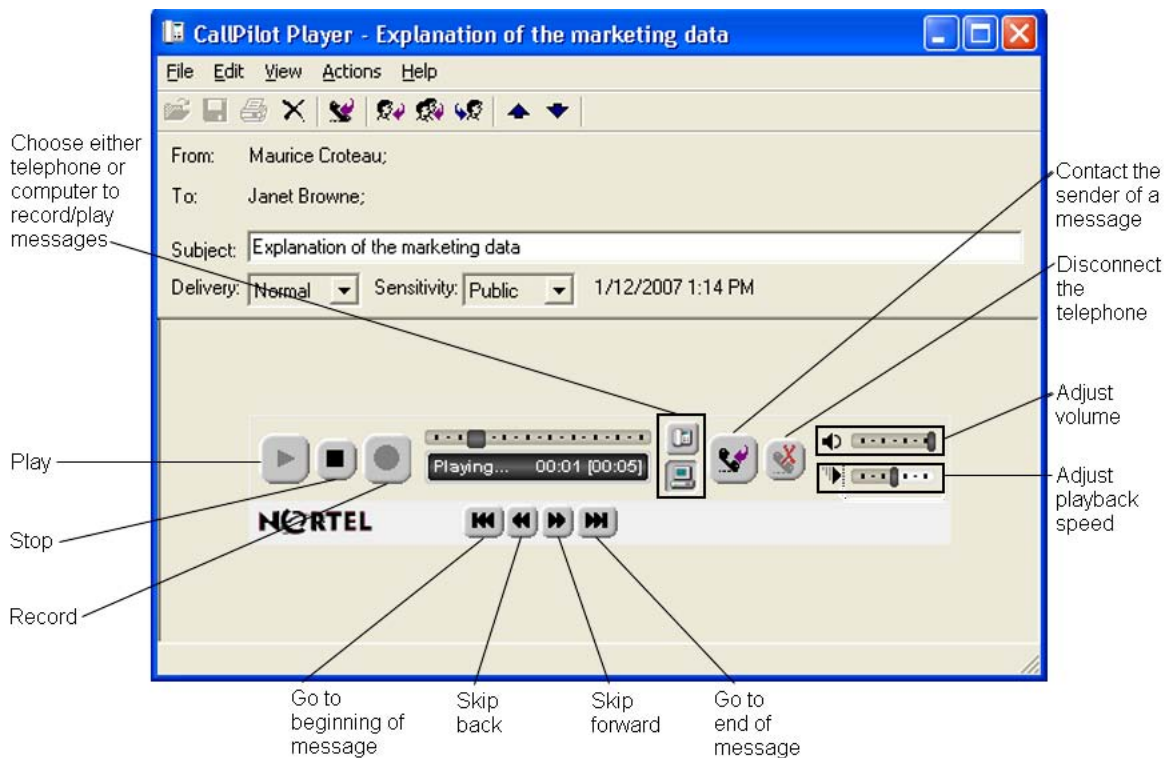 CallPilot Player - Explanation of the marketing data
File Edit View Actions Help
Choose either
telephone or
computer to
record/play
messages
From: Maurice Croteau;
To: Janet Browne;
Subject: Explanation of the marketing data
Delivery: Normal Sensitivity: Public 1/12/2007 1:14 PM
Contact the
sender of a
message
Disconnect
the
telephone
Adjust
volume
Adjust
playback
speed
Play
Stop
Record
Playing... 00:01 [00:05]
NORTEL
Go to
beginning of
message
Skip
back
Skip
forward
Go to
end of
message